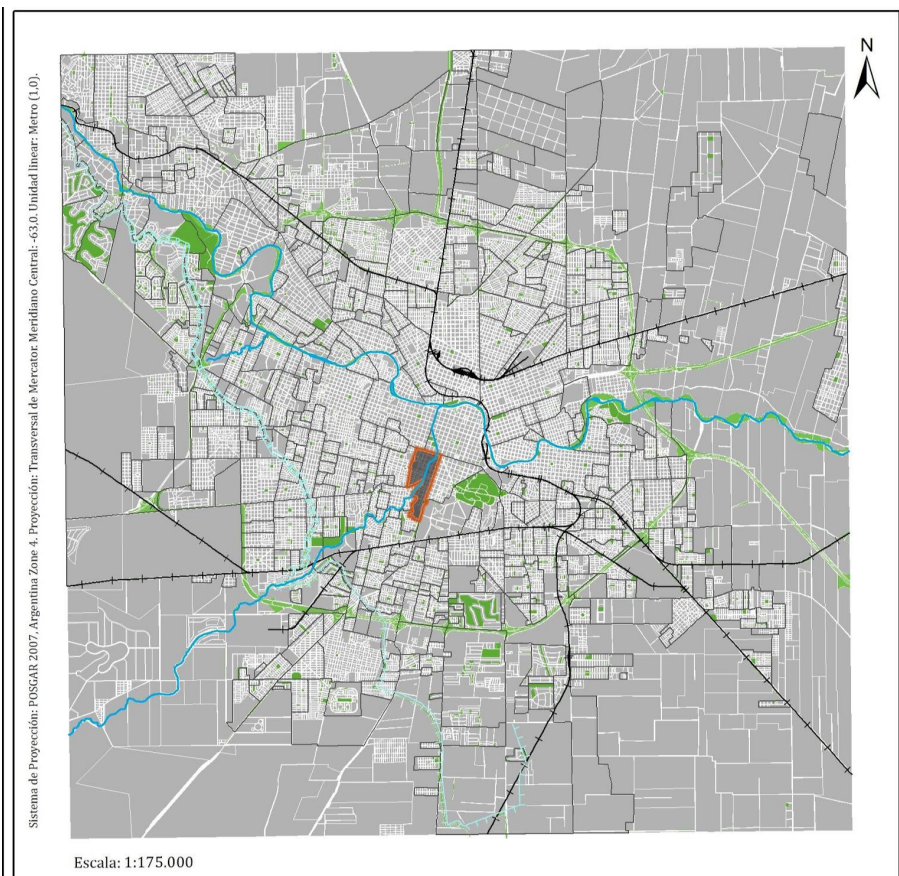 N
Sistema de Proyección: POSGAR 2007, Argentina Zone 4. Proyección: Transversal de Mercator. Meridiano Central: -63,0. Unidad linear: Metro (1.0).
Escala: 1:175.000